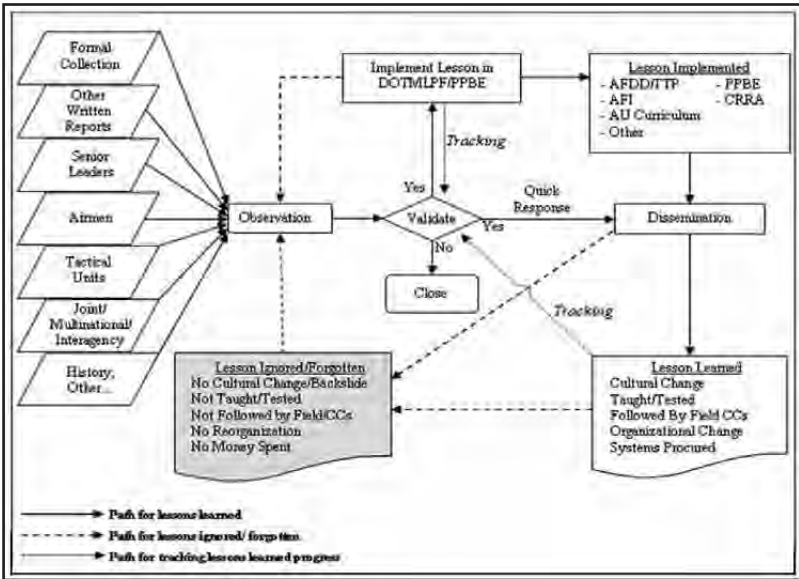 Formal
Collection
Other
Written
Reports
Senior
Leaders
Airmen
Tactical
Units
Joint/
Multinational/
Interagency
History,
Other...
Observation
Implement Lesson in
DOTMLPF/PPBE
Tracking
Yes
Validate
Yes
No
Close
Quick
Response
Lesson Implemented
- AFDD/TTP - PPBE
- AFI - CRRA
- AU Curriculum
- Other
Dissemination
Tracking
Lesson Ignored/Forgotten
No Cultural Change/Backslide
Not Taught/Tested
Not Followed by Field/CCs
No Reorganization
No Money Spent
Lesson Learned
Cultural Change
Taught/Tested
Followed By Field CCs
Organizational Change
Systems Procured
Path for lessons learned
Path for lessons ignored/ forgotten
Path for tracking lessons learned progress